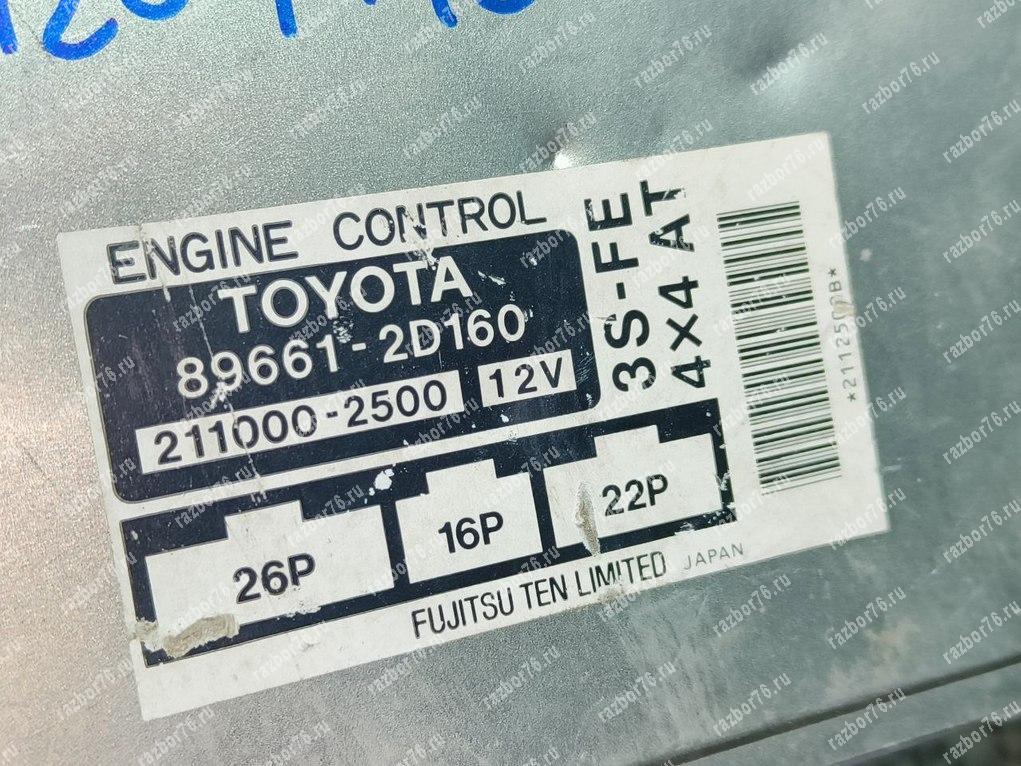 ENGINE CONTROL
TOYOTA
89661-2D160
211000-2500
12V
3S-FE
4×4 AT
26P
16P
22P
FUJITSU TEN LIMITED JAPAN
razbor76.ru